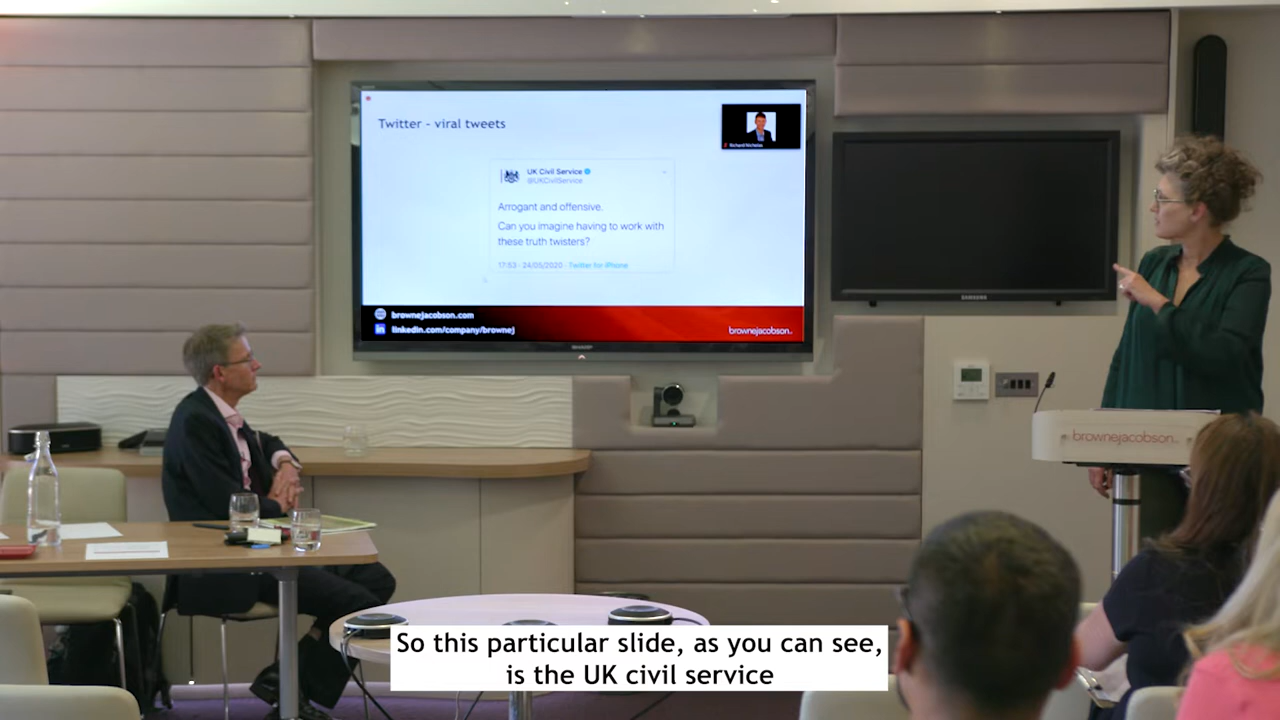 Twitter - viral tweets
Richard Nicholas
UK Civil Service
@UKCivilService
Arrogant and offensive.
Can you imagine having to work with
these truth twisters?
17:53 · 24/05/2020 · Twitter for iPhone
brownejacobson.com
in linkedin.com/company/brownej
brownejacobson
SHARP
SAMSUNG
brownejacobson
So this particular slide, as you can see,
is the UK civil service